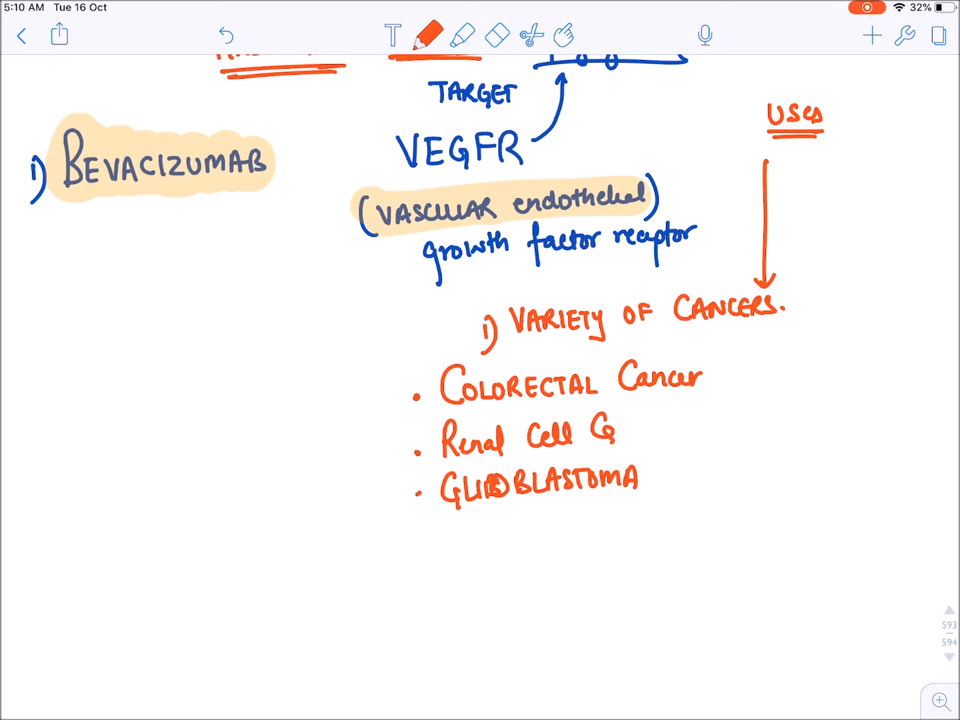 5:10 AM Tue 16 Oct
32%
T
TARGET
USES
1) BEVACIZUMAB
VEGFR
(VASCULAR endothelial)
growth factor receptor
1) VARIETY OF CANCERS.
• COLORECTAL Cancer
• Renal Cell Ca
• GLIOBLASTOMA
593
594